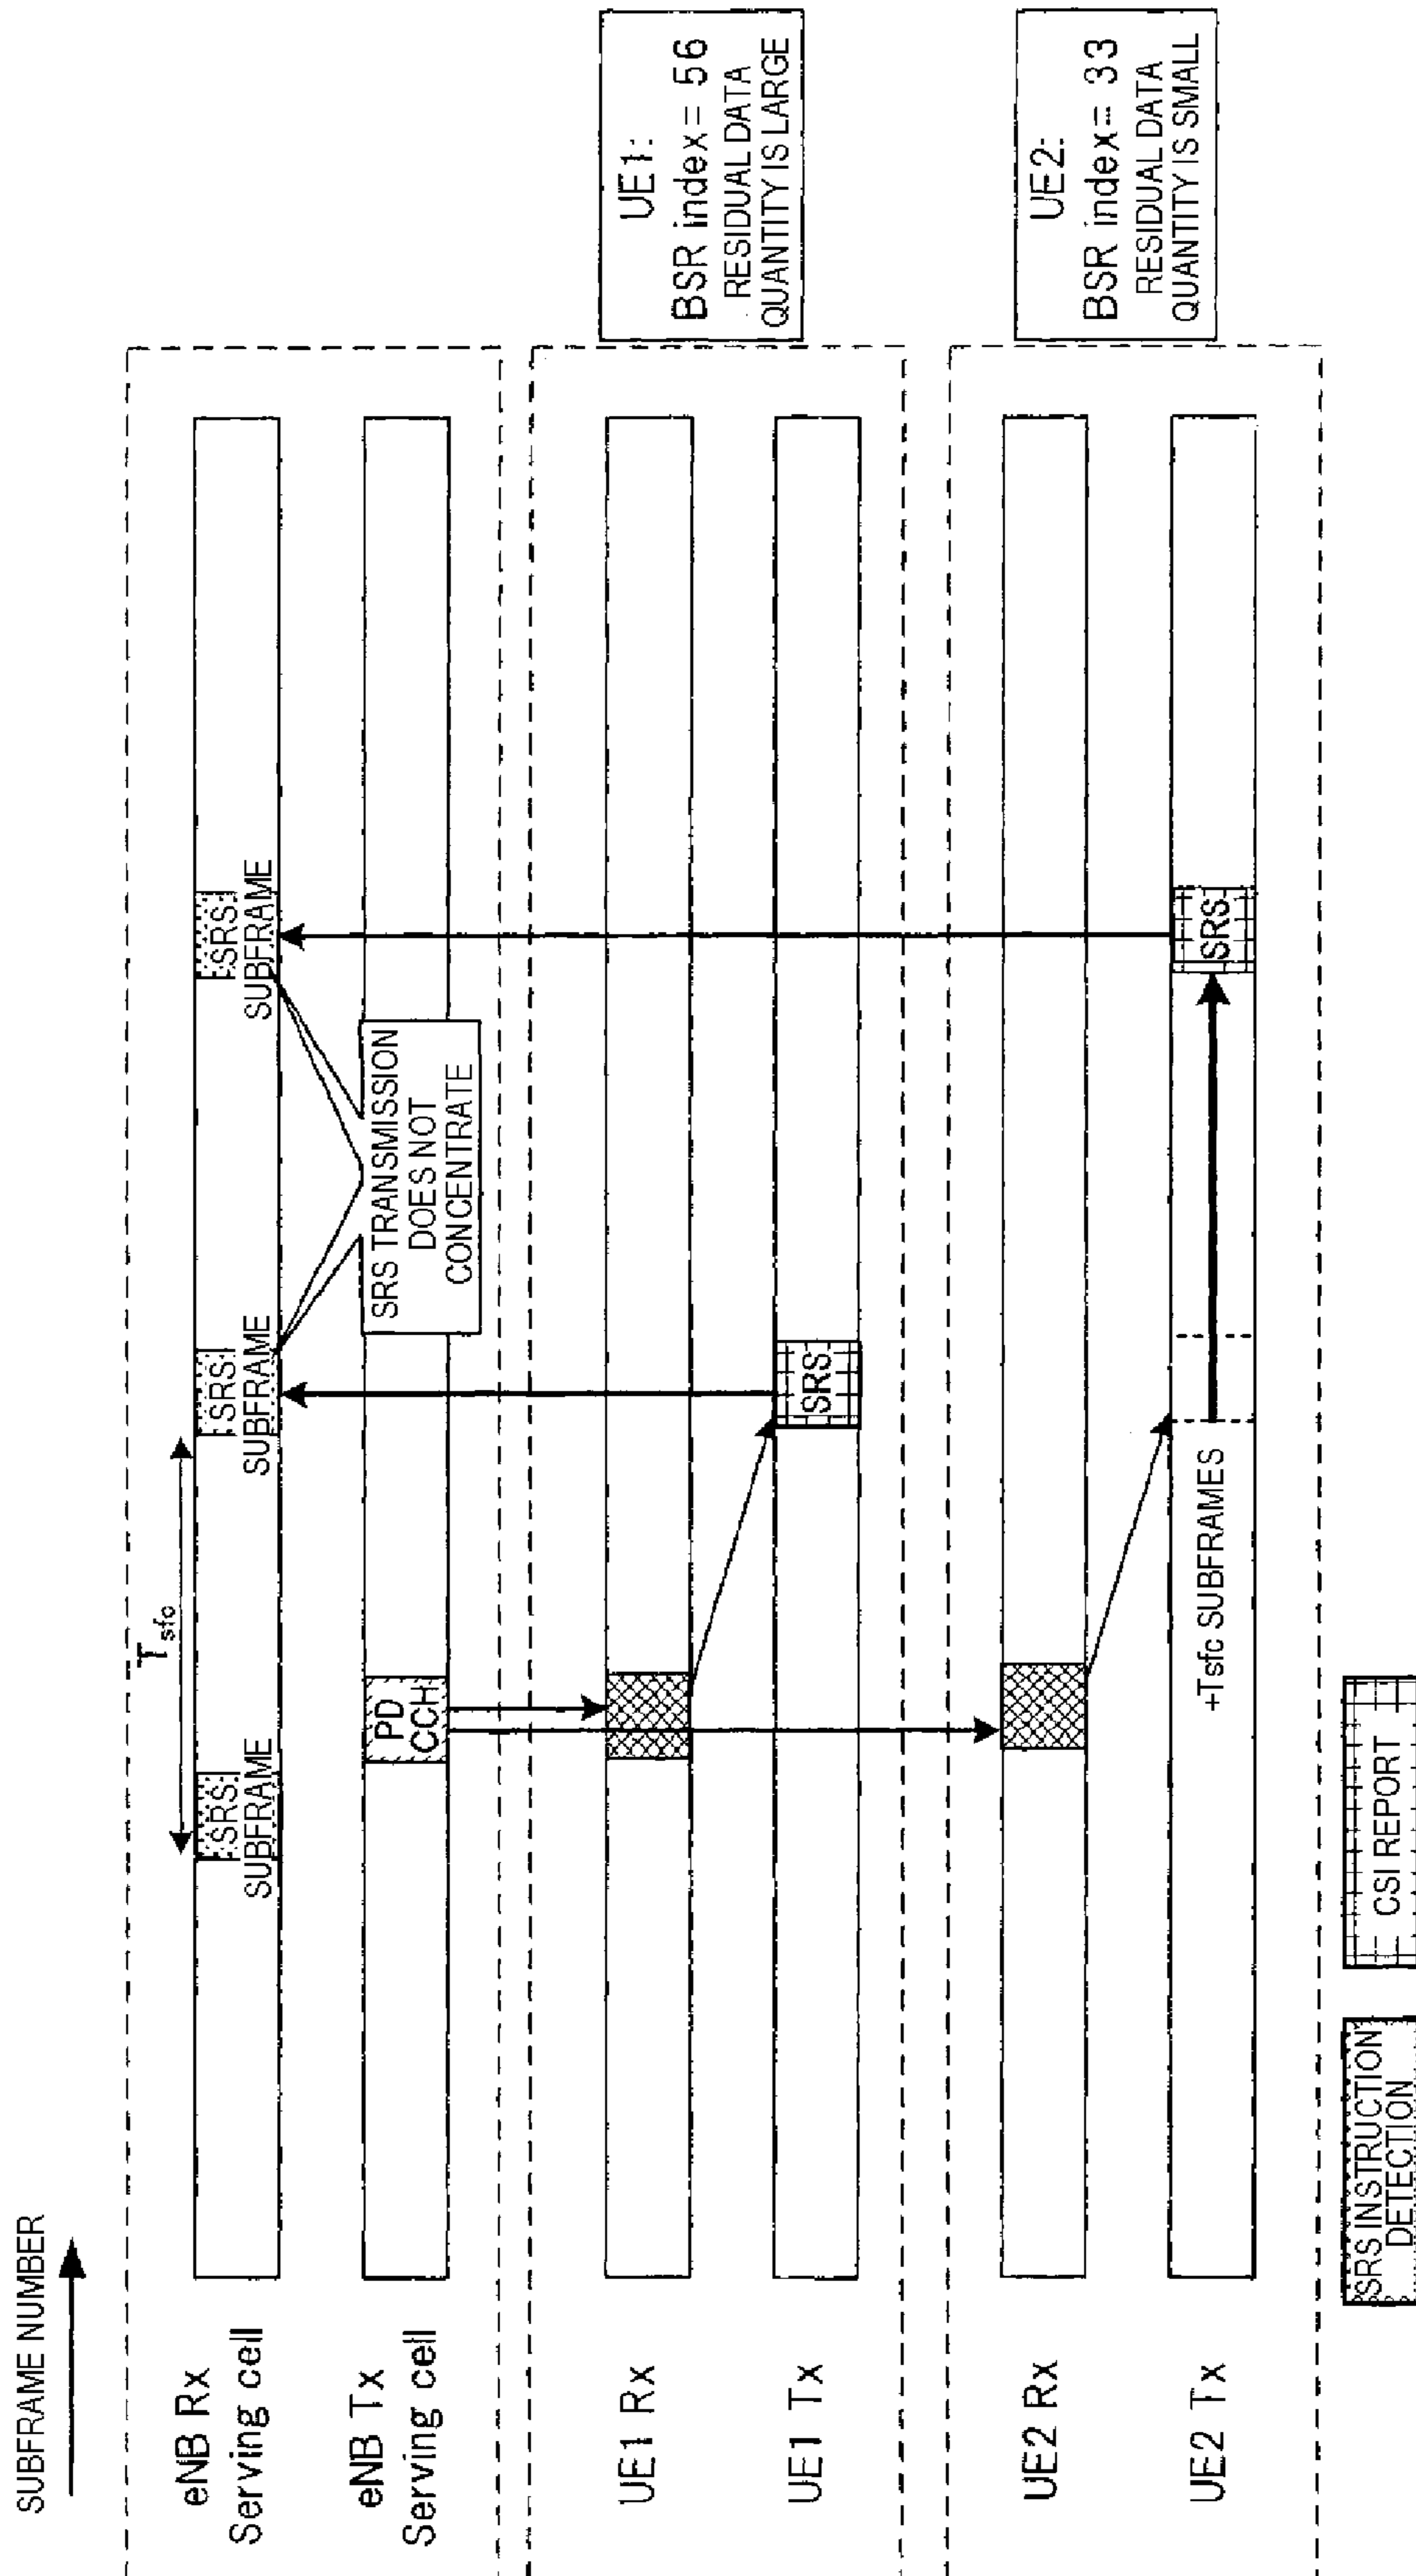 SUBFRAME NUMBER
eNB Rx
Serving cell
Tsfc
SRS
SUBFRAME
SRS
SUBFRAME
SRS
SUBFRAME
eNB Tx
Serving cell
PD
CCH
SRS TRANSMISSION
DOES NOT
CONCENTRATE
UE1 Rx
UE1 Tx
SRS
UE1:
BSR index= 56
RESIDUAL DATA
QUANTITY IS LARGE
UE2 Rx
UE2 Tx
+Tsfc SUBFRAMES
SRS
UE2:
BSR index= 33
RESIDUAL DATA
QUANTITY IS SMALL
SRS INSTRUCTION
DETECTION
CSI REPORT